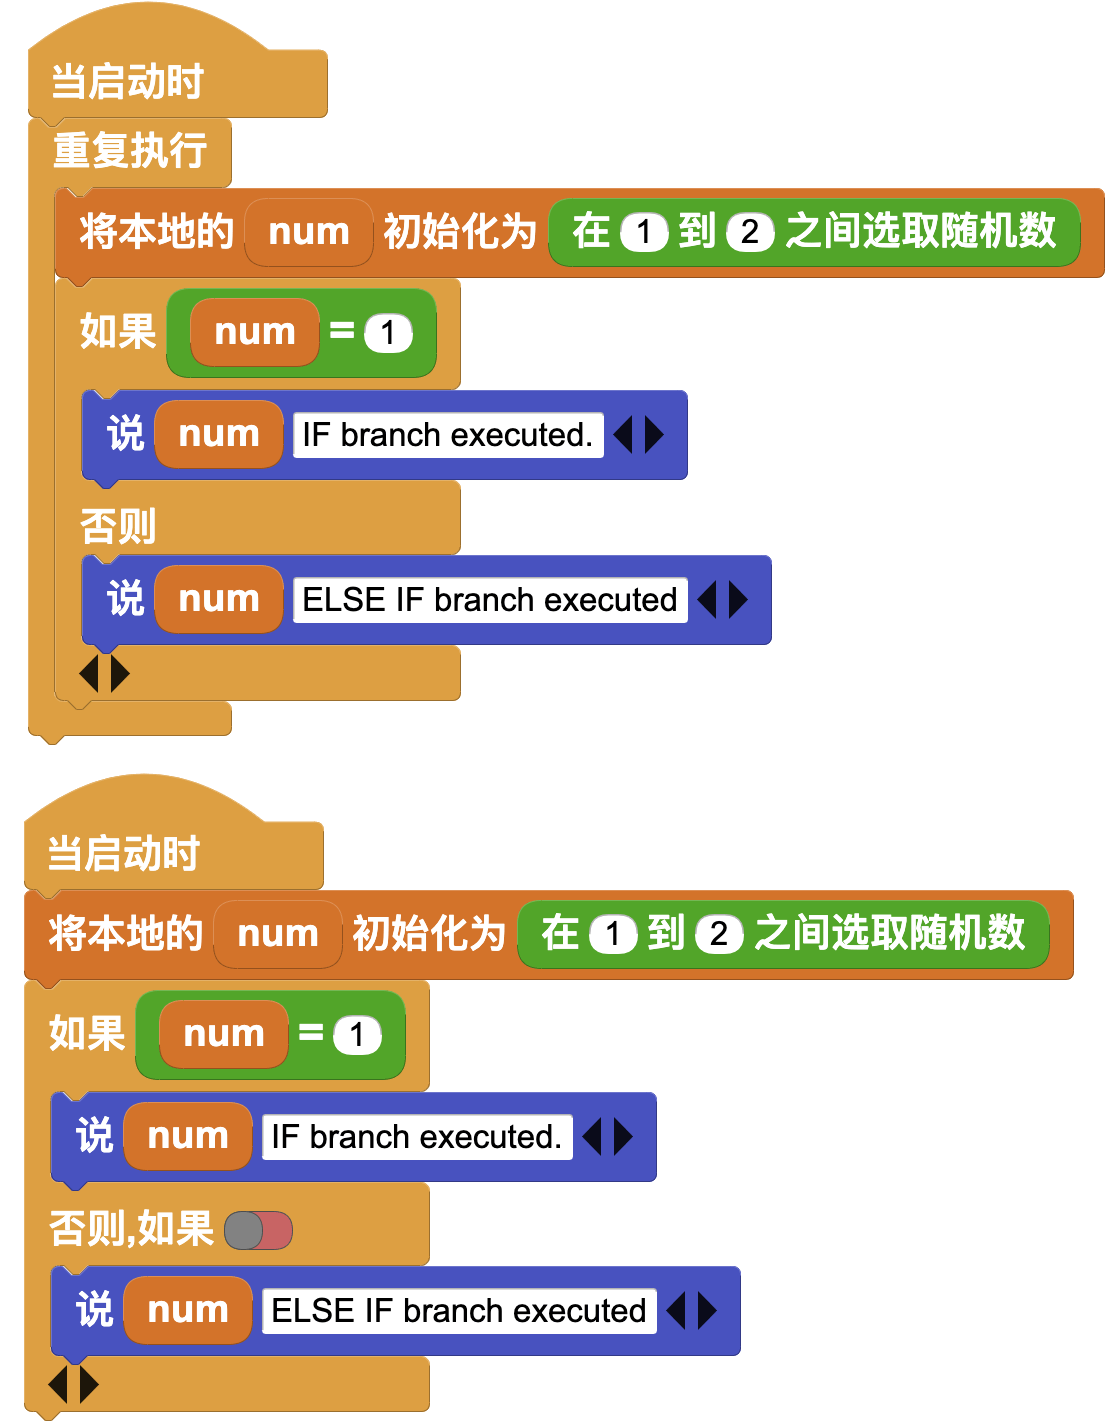 当启动时
重复执行
将本地的 num 初始化为 在 1 到 2 之间选取随机数
如果 num = 1
说 num IF branch executed.
否则
说 num ELSE IF branch executed
当启动时
将本地的 num 初始化为 在 1 到 2 之间选取随机数
如果 num = 1
说 num IF branch executed.
否则,如果
说 num ELSE IF branch executed